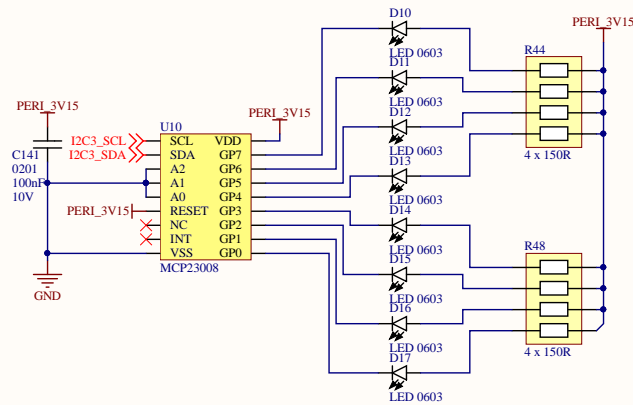 D10
LED 0603
D11
LED 0603
D12
LED 0603
D13
LED 0603
D14
LED 0603
D15
LED 0603
D16
LED 0603
D17
LED 0603
PERI_3V15
R44
4 x 150R
R48
4 x 150R
PERI_3V15
C141
0201
100nF
10V
GND
I2C3_SCL
I2C3_SDA
PERI_3V15
PERI_3V15
U10
SCL VDD
SDA GP7
A2 GP6
A1 GP5
A0 GP4
RESET GP3
NC GP2
INT GP1
VSS GP0
MCP23008